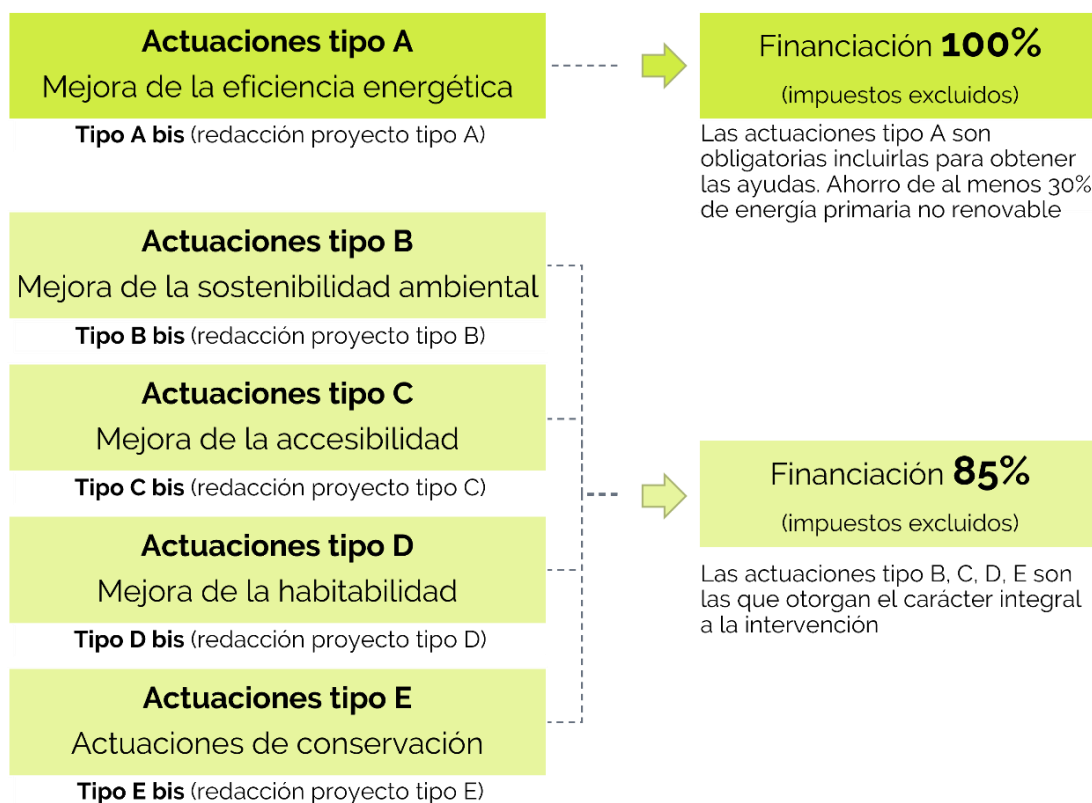 Actuaciones tipo A
Mejora de la eficiencia energética
Tipo A bis (redacción proyecto tipo A)
Financiación 100%
(impuestos excluidos)
Las actuaciones tipo A son
obligatorias incluirlas para obtener
las ayudas. Ahorro de al menos 30%
de energía primaria no renovable
Actuaciones tipo B
Mejora de la sostenibilidad ambiental
Tipo B bis (redacción proyecto tipo B)
Actuaciones tipo C
Mejora de la accesibilidad
Tipo C bis (redacción proyecto tipo C)
Actuaciones tipo D
Mejora de la habitabilidad
Tipo D bis (redacción proyecto tipo D)
Actuaciones tipo E
Actuaciones de conservación
Tipo E bis (redacción proyecto tipo E)
Financiación 85%
(impuestos excluidos)
Las actuaciones tipo B, C, D, E son
las que otorgan el carácter integral
a la intervención